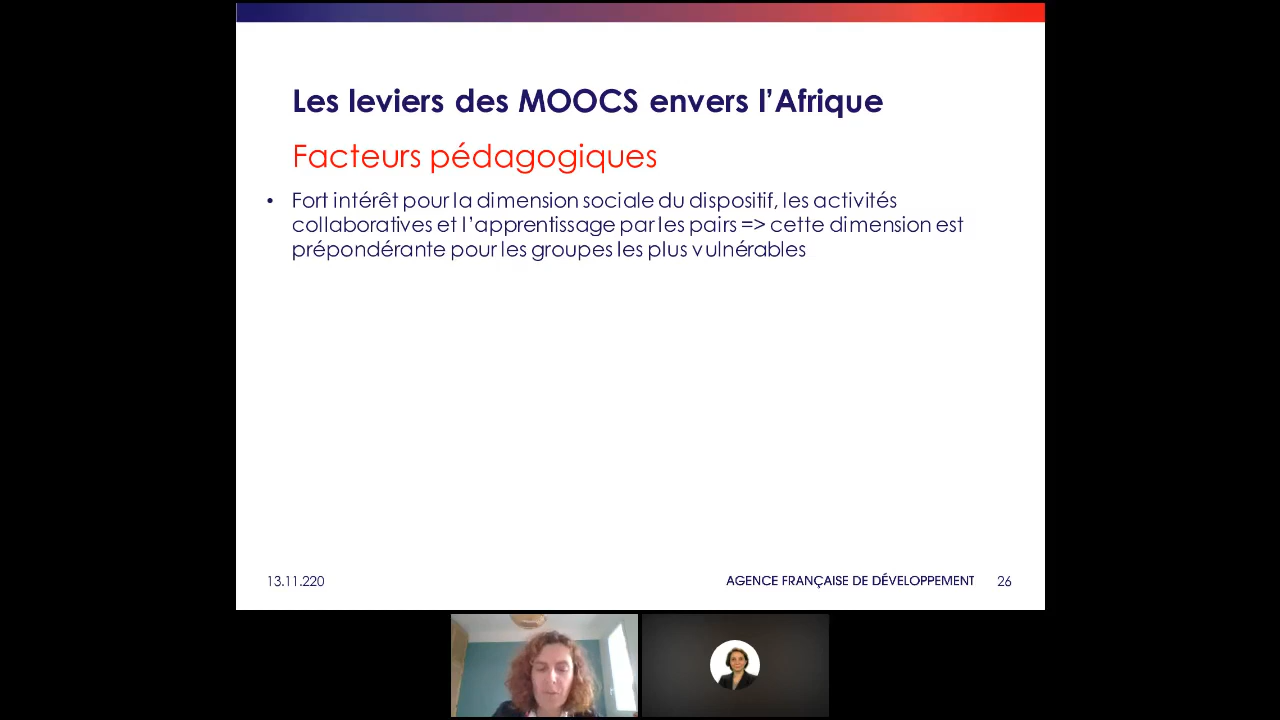 Les leviers des MOOCS envers l’Afrique
Facteurs pédagogiques
• Fort intérêt pour la dimension sociale du dispositif, les activités
collaboratives et l’apprentissage par les pairs => cette dimension est
prépondérante pour les groupes les plus vulnérables
13.11.220 AGENCE FRANÇAISE DE DÉVELOPPEMENT 26